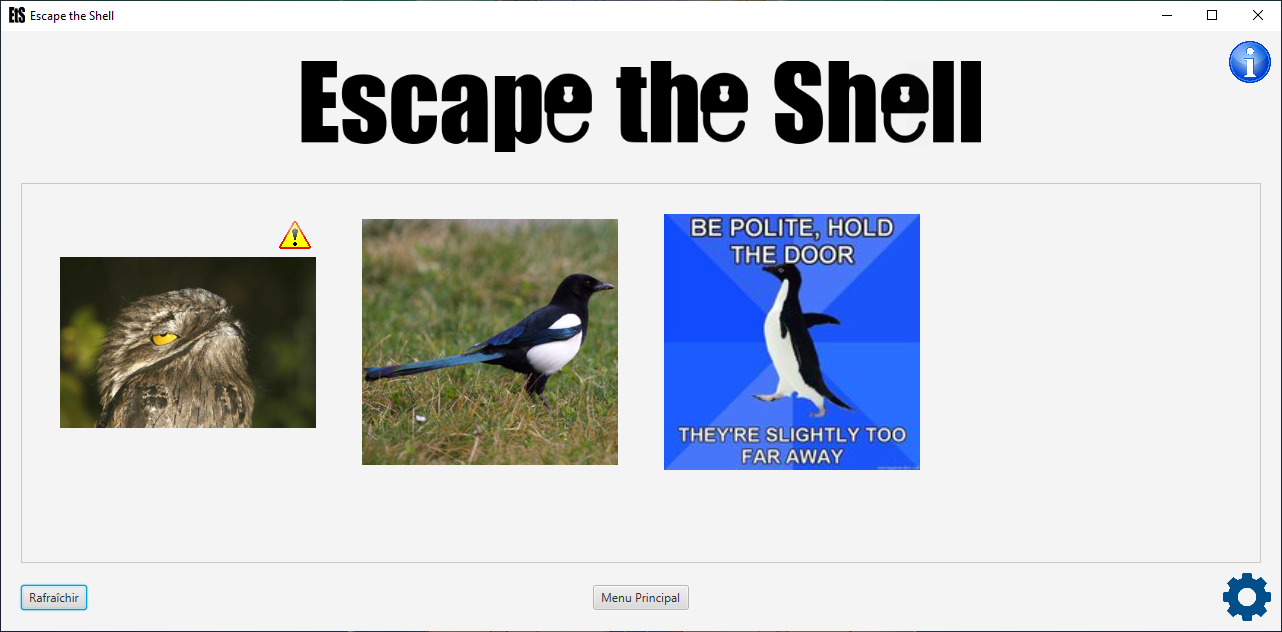 EtS Escape the Shell
Escape the Shell
BE POLITE, HOLD
THE DOOR
THEY'RE SLIGHTLY TOO
FAR AWAY
Rafraîchir
Menu Principal